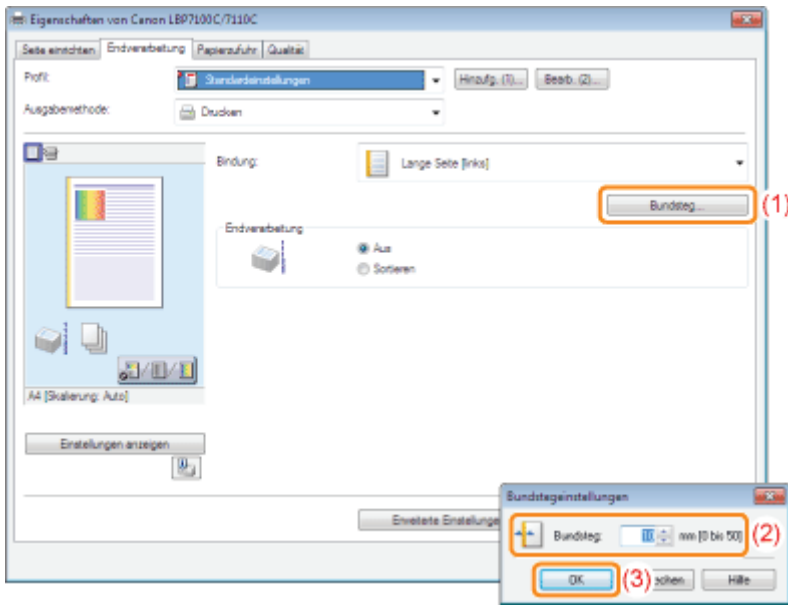 Eigenschaften von Canon LBP7100C/7110C
Seite einrichten Endverarbeitung Papierzufuhr Qualität
Profil: Standardeinstellungen Hinzufg. (1)... Bearb. (2)...
Ausgabemethode: Drucken
Bindung: Lange Seite [links]
Bundsteg... (1)
Endverarbeitung
Aus
Sortieren
A4 [Skalierung: Auto]
Einstellungen anzeigen
Erweiterte Einstellunge
Bundstegeinstellungen
Bundsteg: 10 mm [0 bis 50] (2)
OK (3) echen Hilfe